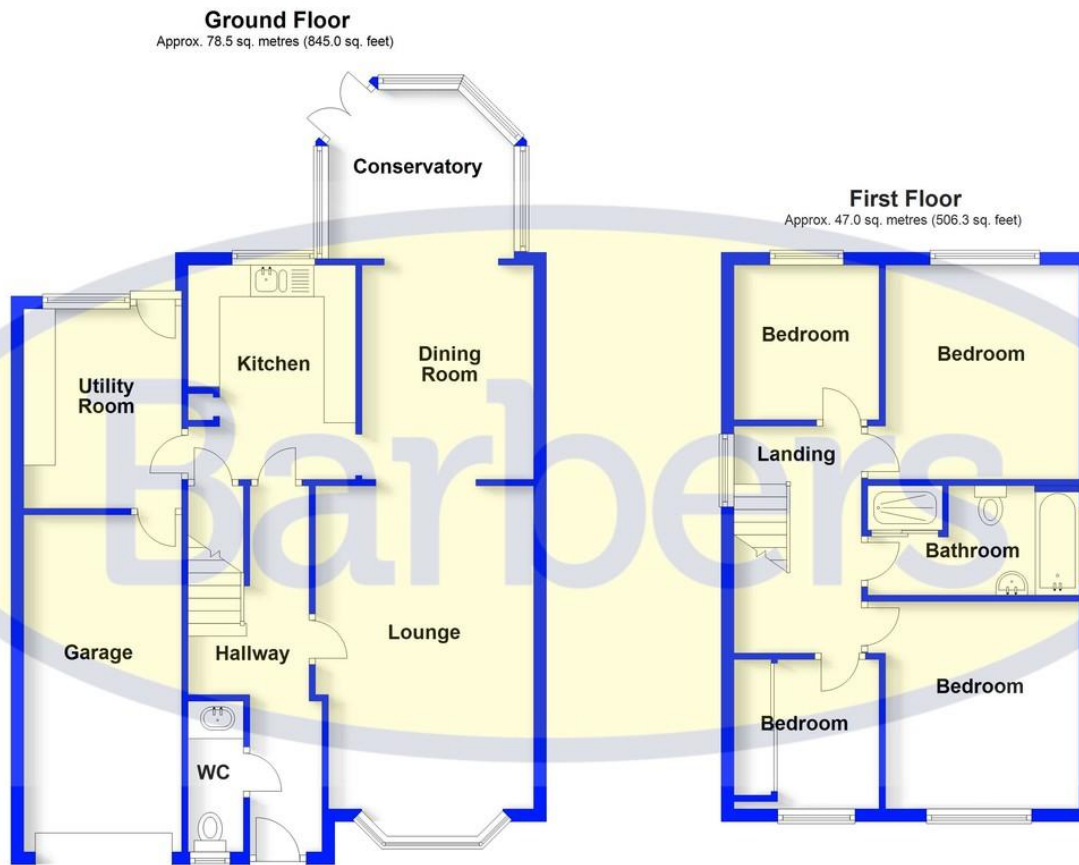 Ground Floor
Approx. 78.5 sq. metres (845.0 sq. feet)
Conservatory
First Floor
Approx. 47.0 sq. metres (506.3 sq. feet)
Kitchen
Dining
Room
Utility
Room
Bedroom
Bedroom
Landing
Barbers
Bathroom
Garage
Hallway
Lounge
WC
Bedroom
Bedroom